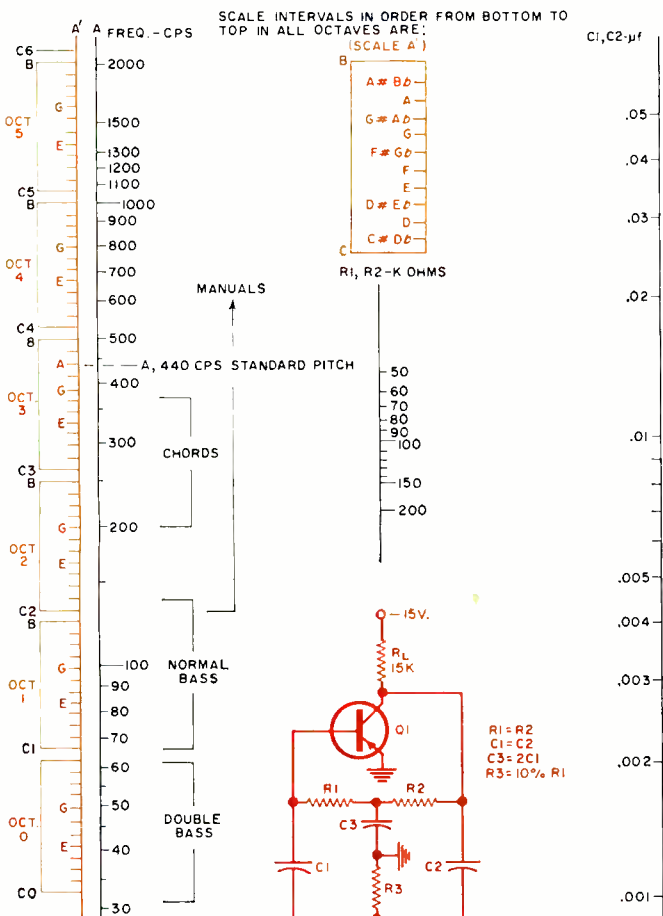 SCALE INTERVALS IN ORDER FROM BOTTOM TO
TOP IN ALL OCTAVES ARE:
(SCALE A')
A' A FREQ.-CPS
C1,C2-µf
C6
B
OCT
5
G
E
C5
B
OCT
4
G
E
C4
B
A
OCT.
3
G
E
C3
B
OCT
2
G
E
C2
B
OCT
1
G
E
C1
OCT.
0
G
E
C0
2000
1500
1300
1200
1100
1000
900
800
700
600
500
A, 440 CPS STANDARD PITCH
400
300
200
100
90
80
70
60
50
40
30
MANUALS
CHORDS
NORMAL
BASS
DOUBLE
BASS
B
A# Bb
A
G# Ab
G
F# Gb
F
E
D# Eb
D
C# Db
C
R1, R2-K OHMS
50
60
70
80
90
100
150
200
.05
.04
.03
.02
.01
.005
.004
.003
.002
.001
-15V.
RL
15K
Q1
R1=R2
C1=C2
C3=2C1
R3=10% R1
R1
R2
C3
C1
C2
R3